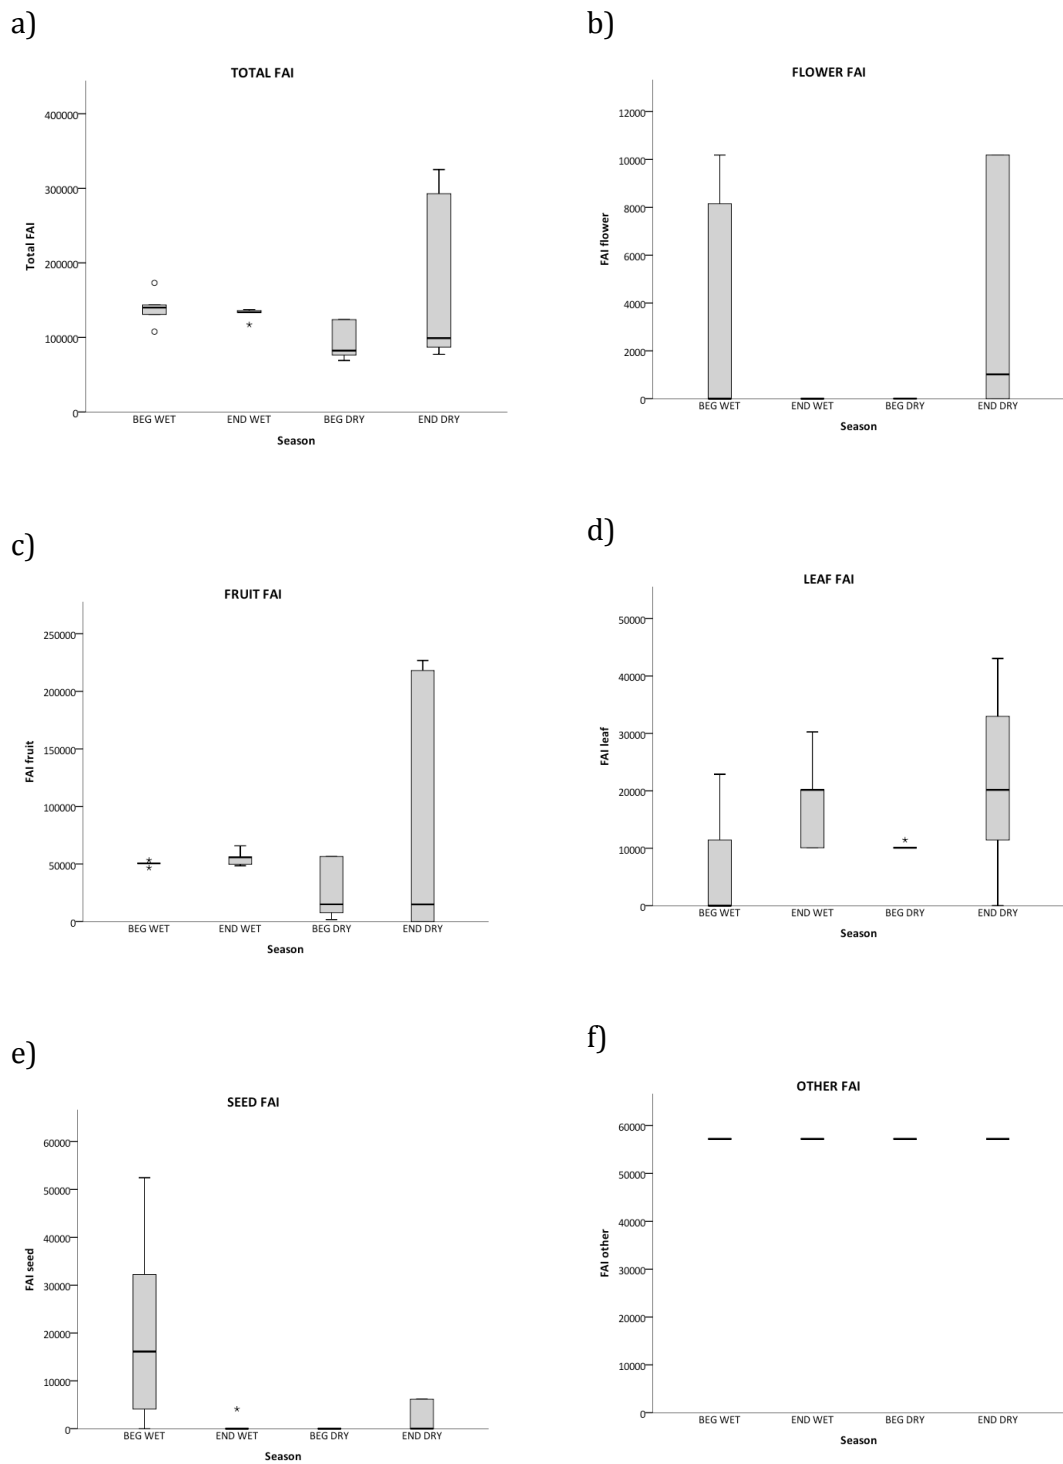 a)
TOTAL FAI
400000
300000
200000
100000
0
Total FAI
BEG WET END WET BEG DRY END DRY
Season
b)
FLOWER FAI
12000
10000
8000
6000
4000
2000
0
FAI flower
BEG WET END WET BEG DRY END DRY
Season
c)
FRUIT FAI
250000
200000
150000
100000
50000
0
FAI fruit
BEG WET END WET BEG DRY END DRY
Season
d)
LEAF FAI
50000
40000
30000
20000
10000
0
FAI leaf
BEG WET END WET BEG DRY END DRY
Season
e)
SEED FAI
60000
50000
40000
30000
20000
10000
0
FAI seed
BEG WET END WET BEG DRY END DRY
Season
f)
OTHER FAI
60000
50000
40000
30000
20000
10000
0
FAI other
BEG WET END WET BEG DRY END DRY
Season